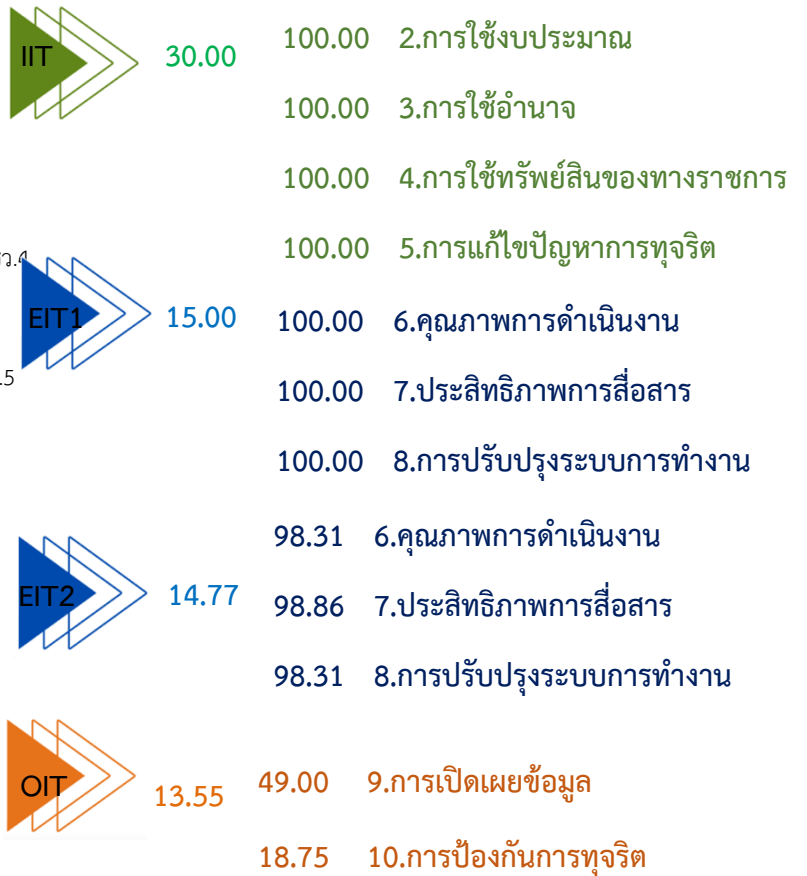 IIT 30.00
100.00 2.การใช้งบประมาณ
100.00 3.การใช้อำนาจ
100.00 4.การใช้ทรัพย์สินของทางราชการ
100.00 5.การแก้ไขปัญหาการทุจริต
EIT1 15.00
100.00 6.คุณภาพการดำเนินงาน
100.00 7.ประสิทธิภาพการสื่อสาร
100.00 8.การปรับปรุงระบบการทำงาน
EIT2 14.77
98.31 6.คุณภาพการดำเนินงาน
98.86 7.ประสิทธิภาพการสื่อสาร
98.31 8.การปรับปรุงระบบการทำงาน
OIT 13.55
49.00 9.การเปิดเผยข้อมูล
18.75 10.การป้องกันการทุจริต